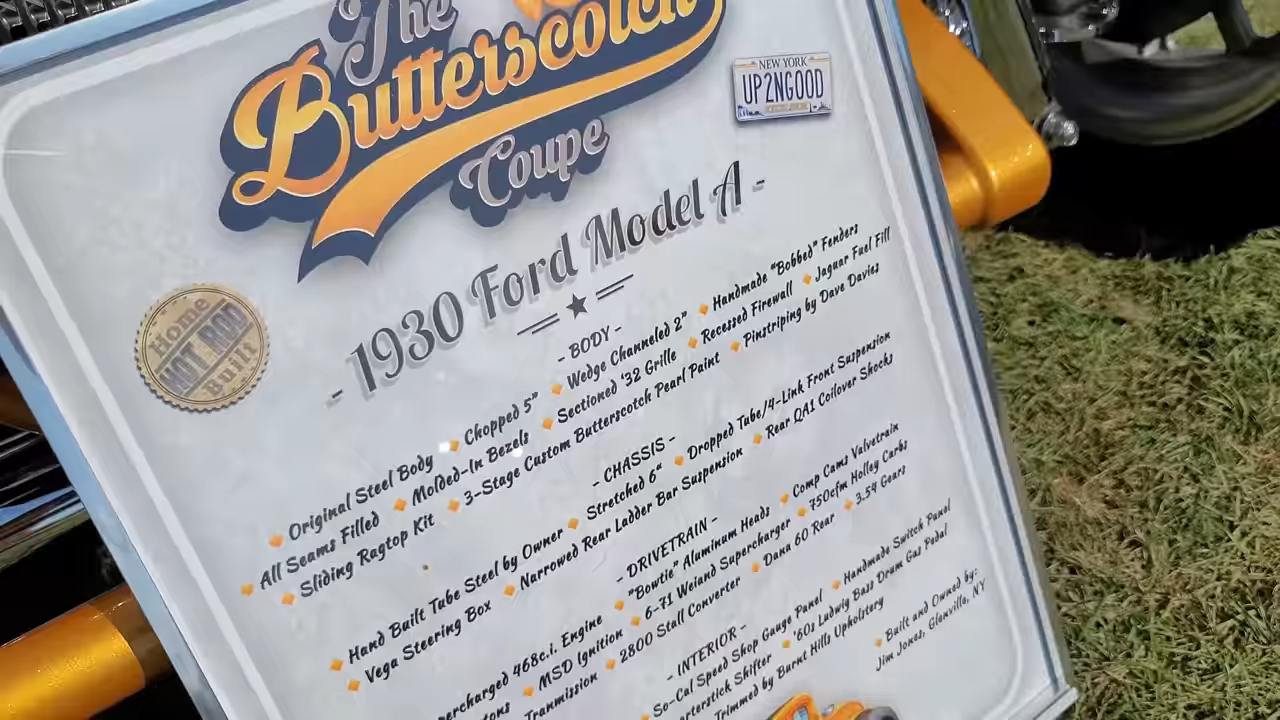 The
Butterscotch
Coupe
NEW YORK
UP2NGOOD
Home
HOT ROD
Built
- 1930 Ford Model A -
- BODY -
Original Steel Body Chopped 5" Wedge Channeled 2" Handmade "Bobbed" Fenders
All Seams Filled Molded-In Bezels Sectioned '32 Grille Recessed Firewall Jaguar Fuel Fill
Sliding Ragtop Kit 3-Stage Custom Butterscotch Pearl Paint Pinstriping by Dave Davies
- CHASSIS -
Hand Built Tube Steel by Owner Stretched 6" Dropped Tube/4-Link Front Suspension
Vega Steering Box Narrowed Rear Ladder Bar Suspension Rear QA1 Coilover Shocks
- DRIVETRAIN -
percharged 468c.i. Engine "Bowtie" Aluminum Heads Comp Cams Valvetrain
tons MSD Ignition 6-71 Weiand Supercharger 750cfm Holley Carbs
Tranmission 2800 Stall Converter Dana 60 Rear 3.54 Gears
- INTERIOR -
So-Cal Speed Shop Gauge Panel Handmade Switch Panel
arterstick Shifter '60s Ludwig Bass Drum Gas Pedal
Trimmed by Burnt Hills Upholstery
Built and Owned by:
Jim Jones, Glenville, NY